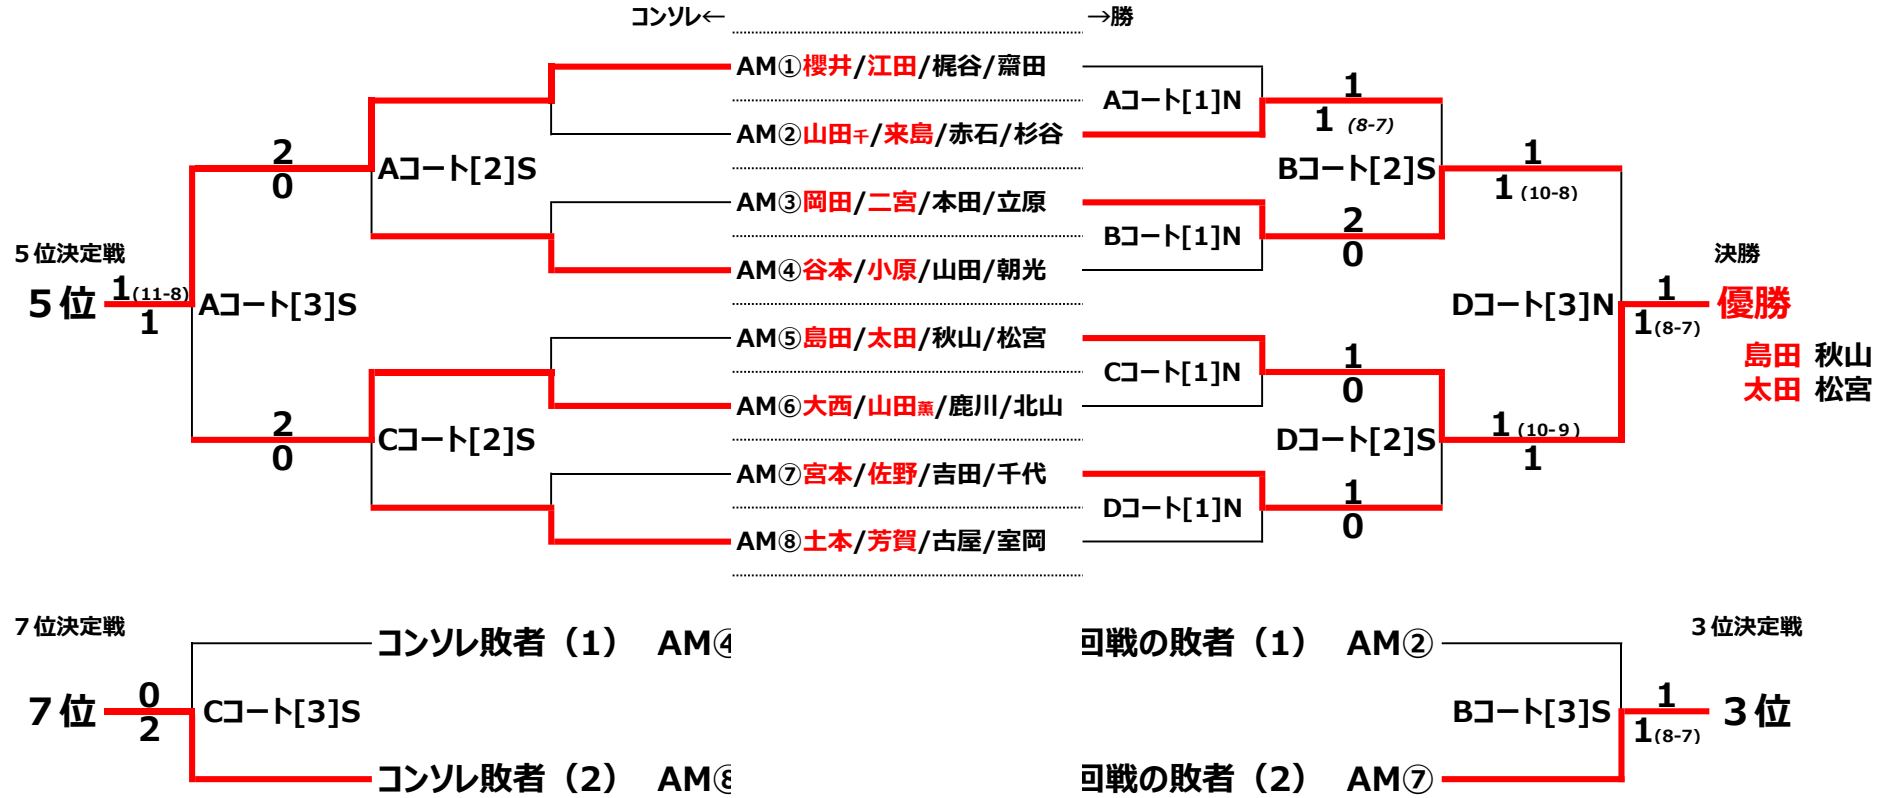 コンソレ← →勝
AM①櫻井/江田/梶谷/齋田
Aコート[1]N
1
1 (8-7)
AM②山田千/来島/赤石/杉谷
2
0
Aコート[2]S
Bコート[2]S
1
1 (10-8)
AM③岡田/二宮/本田/立原
Bコート[1]N
2
0
AM④谷本/小原/山田/朝光
5位決定戦
決勝
5位
1(11-8)
1
Aコート[3]S
Dコート[3]N
1
1(8-7)
優勝
島田 秋山
太田 松宮
AM⑤島田/太田/秋山/松宮
Cコート[1]N
1
0
AM⑥大西/山田薫/鹿川/北山
2
0
Cコート[2]S
Dコート[2]S
1 (10-9)
1
AM⑦宮本/佐野/吉田/千代
Dコート[1]N
1
0
AM⑧土本/芳賀/古屋/室岡
7位決定戦
コンソレ敗者（1） AM④
回戦の敗者（1） AM②
3位決定戦
7位
0
2
Cコート[3]S
Bコート[3]S
1
1(8-7)
3位
コンソレ敗者（2） AM⑧
回戦の敗者（2） AM⑦